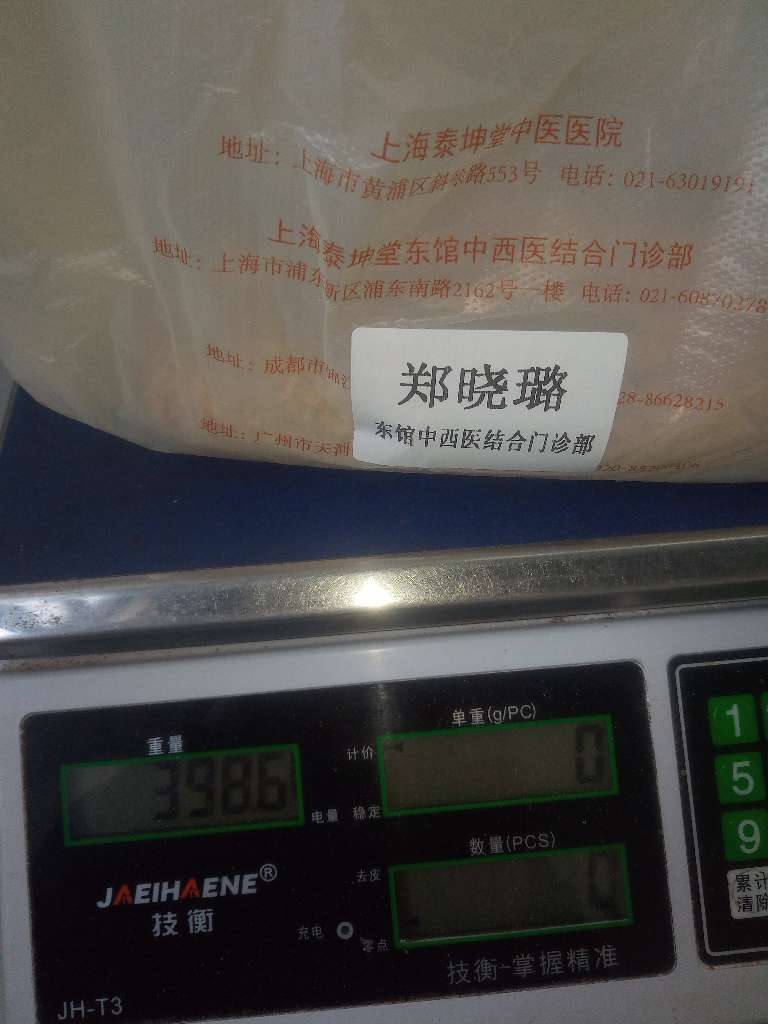 上海泰坤堂中医医院
地址：上海市黄浦区斜桥路553号 电话：021-63019191
上海泰坤堂东馆中西医结合门诊部
地址：上海市浦东新区浦东南路2162号一楼 电话：021-60870278
地址：成都市锦江 28-86628215
郑晓璐
东馆中西医结合门诊部
地址：广州市天河
重量
3986
单重(g/PC)
计价
0
电量 稳定
数量(PCS)
去皮
0
充电
零点
JAEIHAENE®
技衡
技衡-掌握精准
JH-T3
1
5
9
累计
清除